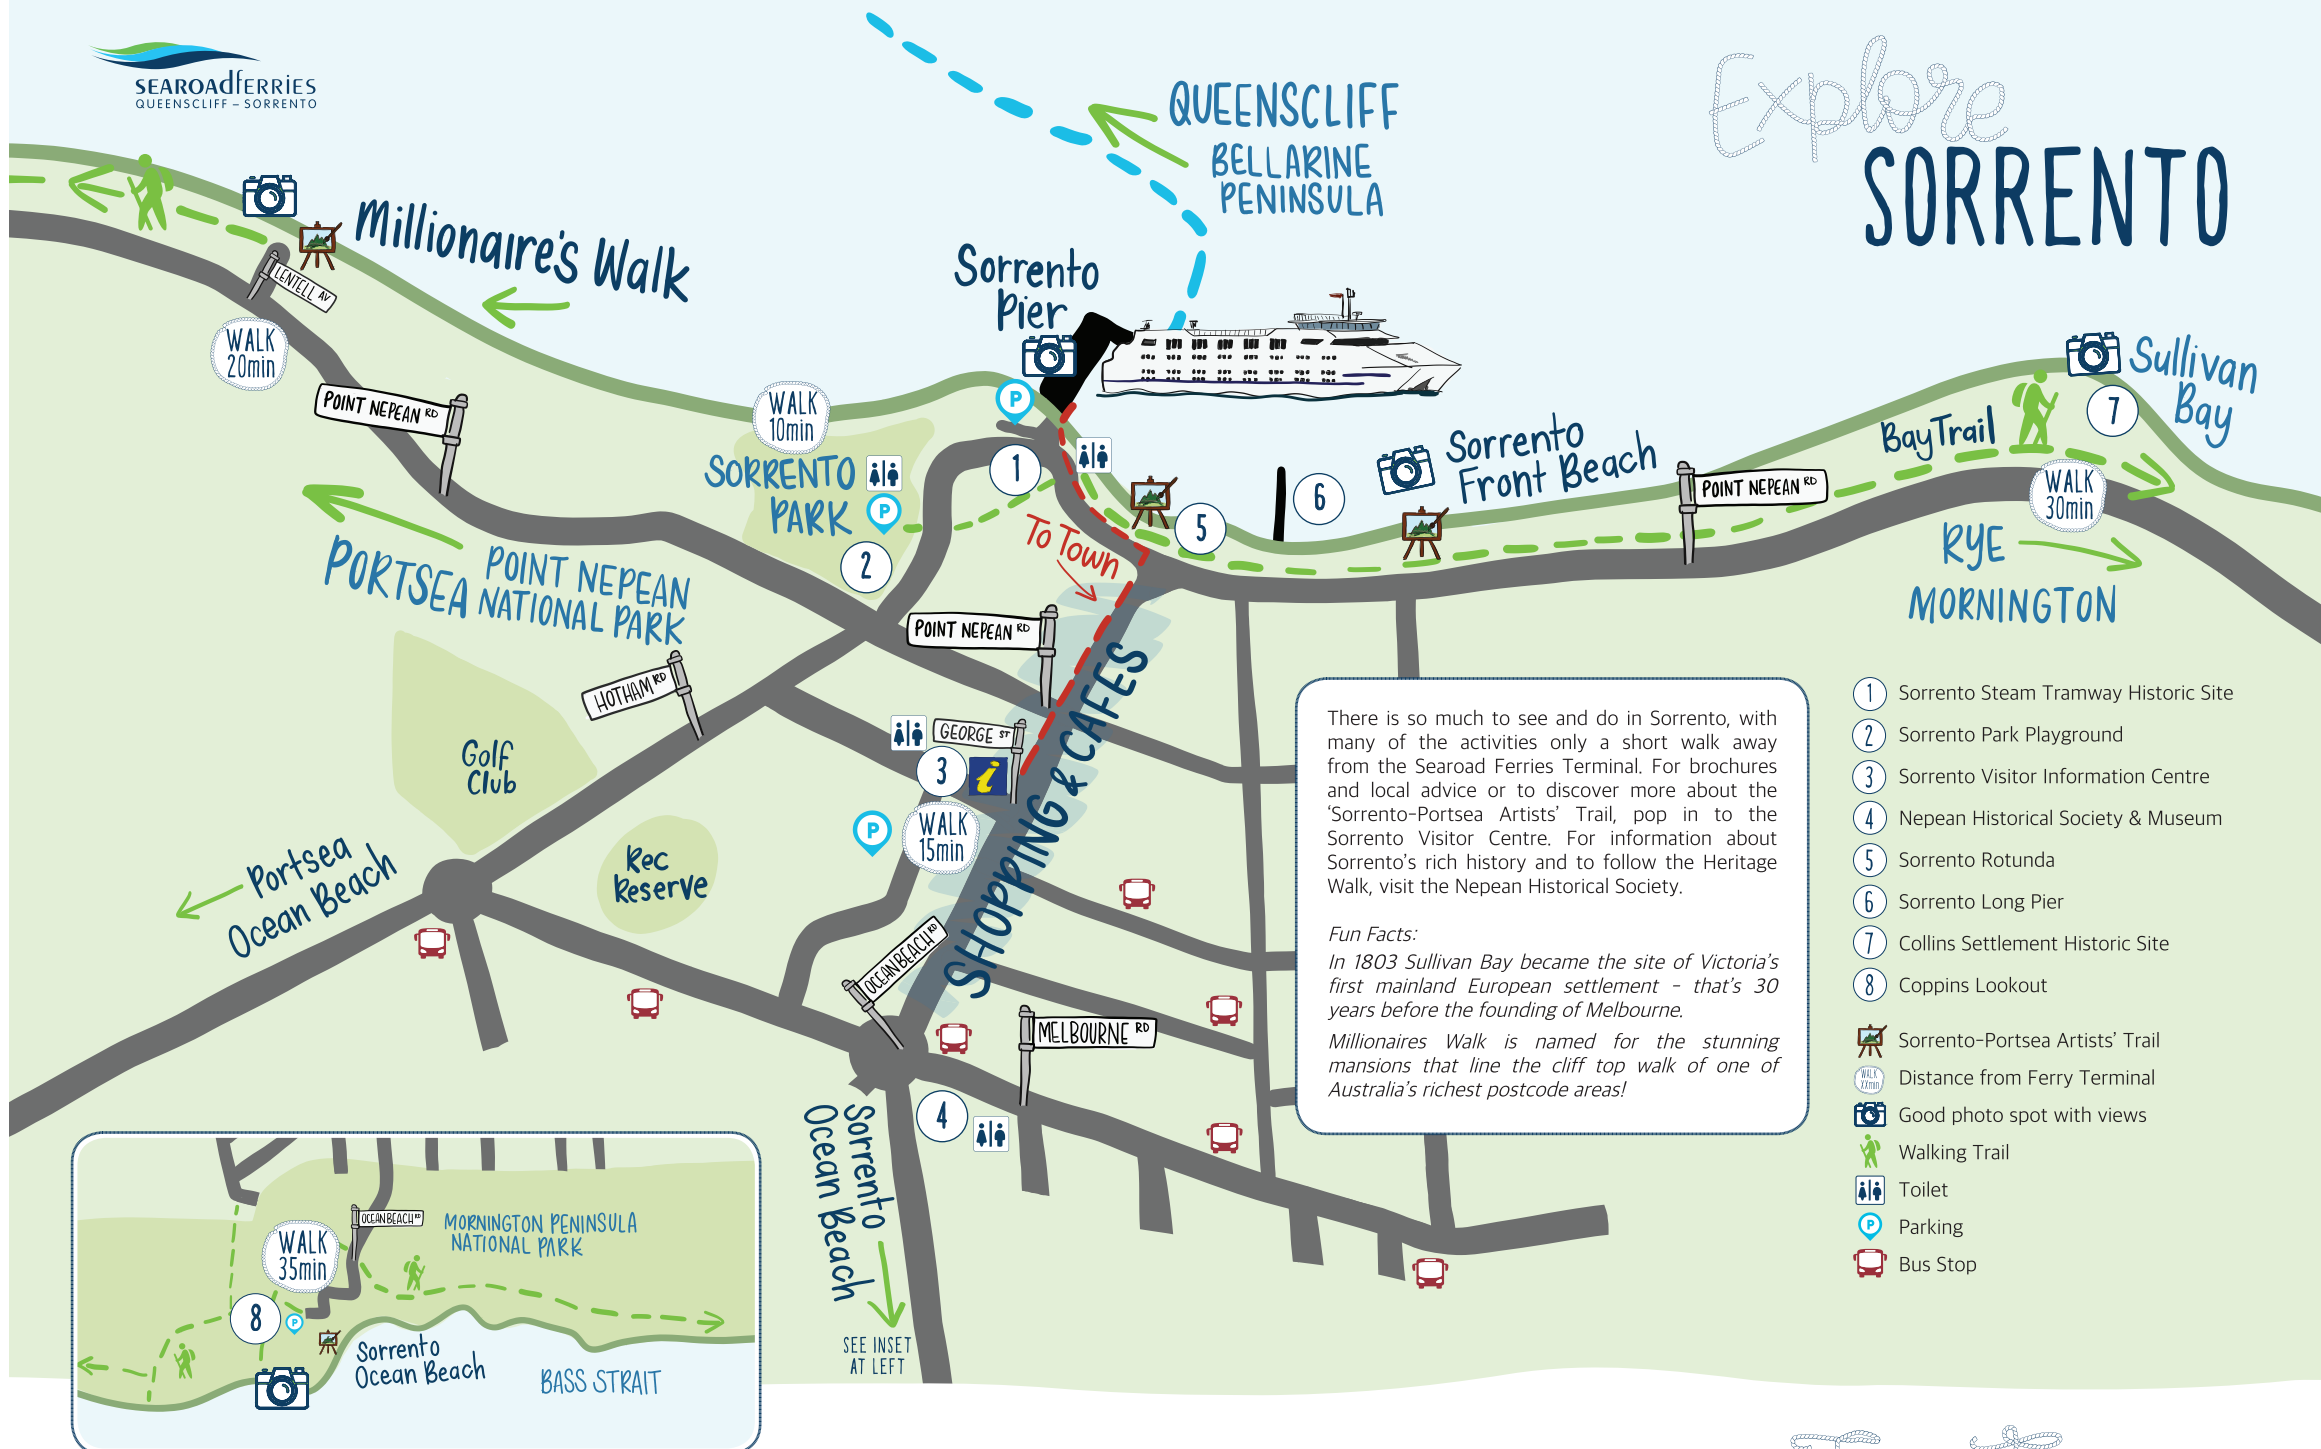 SEAROADFERRIES
QUEENSCLIFF – SORRENTO
Explore
SORRENTO
QUEENSCLIFF
BELLARINE
PENINSULA
Millionaire's Walk
LENTELL AV
WALK
20min
Sorrento
Pier
POINT NEPEAN RD
WALK
10min
P
SORRENTO
PARK
P
1
2
To Town
5
6
Sorrento
Front Beach
POINT NEPEAN RD
Bay Trail
Sullivan
Bay
7
WALK
30min
RYE
MORNINGTON
PORTSEA
POINT NEPEAN
NATIONAL PARK
POINT NEPEAN RD
HOTHAM RD
Golf
Club
GEORGE ST
3
i
P
WALK
15min
SHOPPING & CAFES
Rec
Reserve
Portsea
Ocean Beach
OCEAN BEACH RD
MELBOURNE RD
4
Sorrento
Ocean Beach
SEE INSET
AT LEFT
There is so much to see and do in Sorrento, with
many of the activities only a short walk away
from the Searoad Ferries Terminal. For brochures
and local advice or to discover more about the
‘Sorrento-Portsea Artists’ Trail, pop in to the
Sorrento Visitor Centre. For information about
Sorrento’s rich history and to follow the Heritage
Walk, visit the Nepean Historical Society.
Fun Facts:
In 1803 Sullivan Bay became the site of Victoria’s
first mainland European settlement - that’s 30
years before the founding of Melbourne.
Millionaires Walk is named for the stunning
mansions that line the cliff top walk of one of
Australia’s richest postcode areas!
1 Sorrento Steam Tramway Historic Site
2 Sorrento Park Playground
3 Sorrento Visitor Information Centre
4 Nepean Historical Society & Museum
5 Sorrento Rotunda
6 Sorrento Long Pier
7 Collins Settlement Historic Site
8 Coppins Lookout
Sorrento-Portsea Artists’ Trail
WALK
XXmin
Distance from Ferry Terminal
Good photo spot with views
Walking Trail
Toilet
P Parking
Bus Stop
OCEAN BEACH RD
MORNINGTON PENINSULA
NATIONAL PARK
WALK
35min
8
P
Sorrento
Ocean Beach
BASS STRAIT